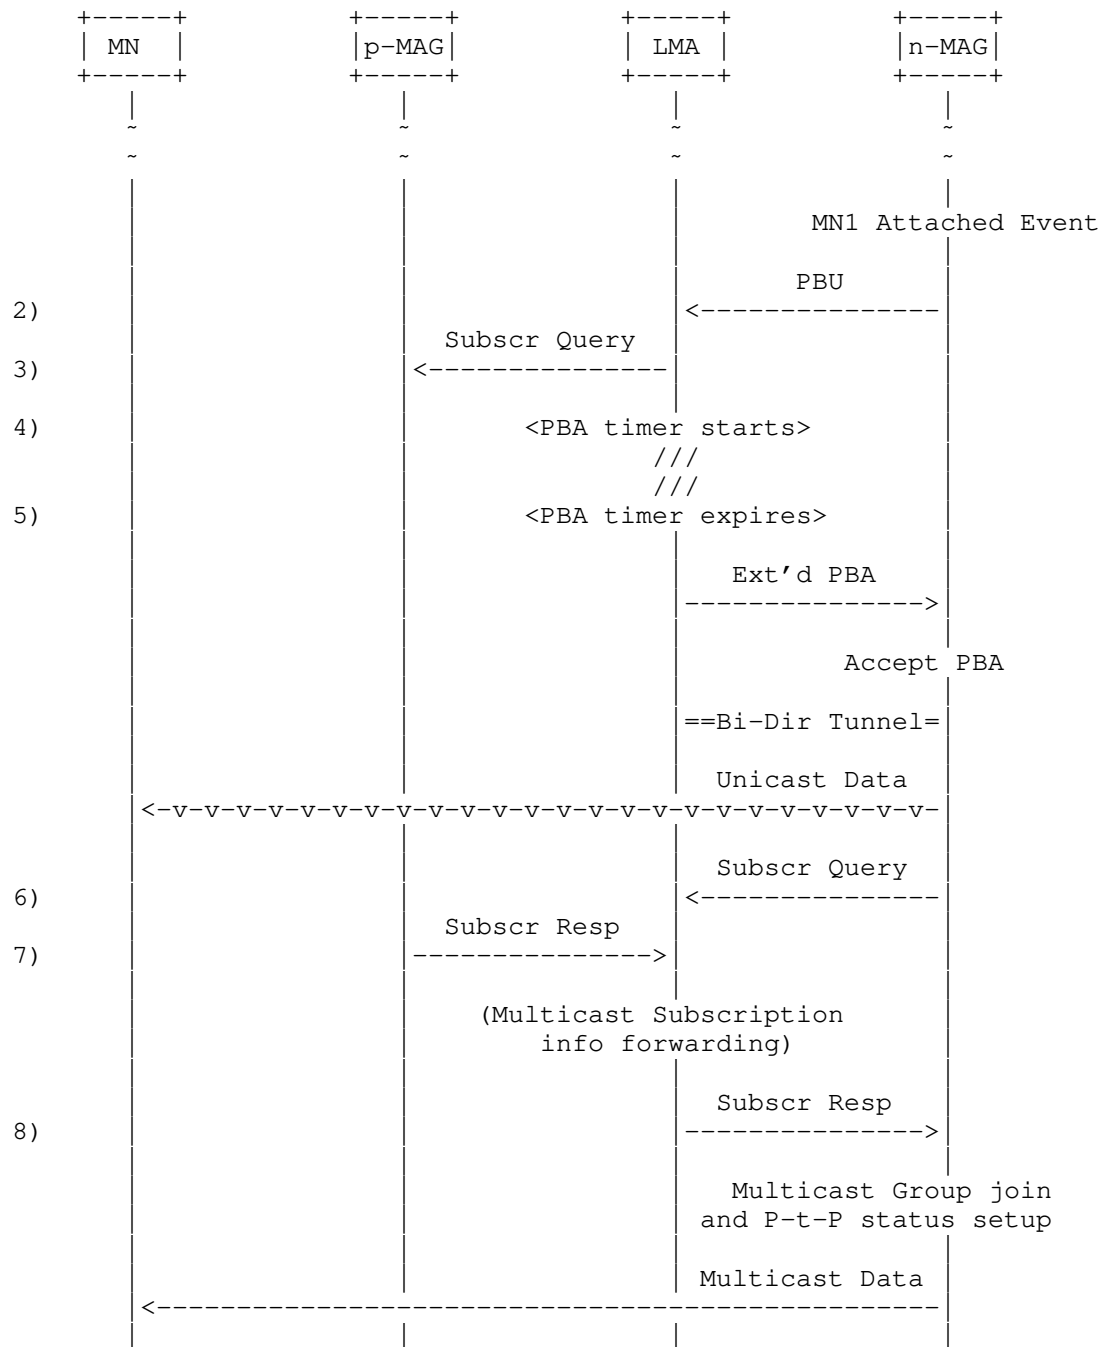 MN p-MAG LMA n-MAG
MN1 Attached Event
PBU
2)
Subscr Query
3)
4) <PBA timer starts>
///
///
5) <PBA timer expires>
Ext'd PBA
Accept PBA
==Bi-Dir Tunnel=
Unicast Data
<-v-v-v-v-v-v-v-v-v-v-v-v-v-v-v-v-v-v-v-v-v-v-v-v-
Subscr Query
6)
Subscr Resp
7)
(Multicast Subscription
info forwarding)
Subscr Resp
8)
Multicast Group join
and P-t-P status setup
Multicast Data